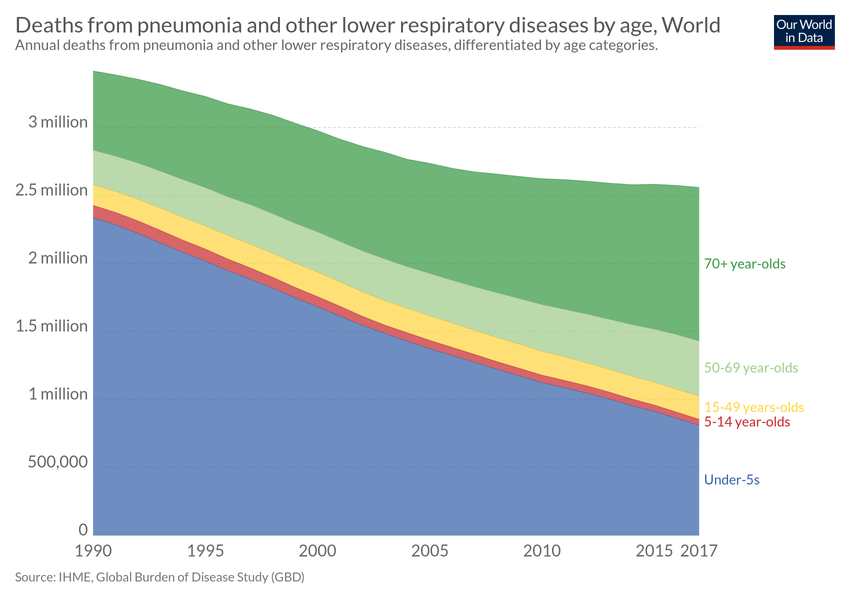 Deaths from pneumonia and other lower respiratory diseases by age, World
Annual deaths from pneumonia and other lower respiratory diseases, differentiated by age categories.
Our World
in Data
3 million
2.5 million
2 million
1.5 million
1 million
500,000
0
70+ year-olds
50-69 year-olds
15-49 years-olds
5-14 year-olds
Under-5s
1990 1995 2000 2005 2010 2015 2017
Source: IHME, Global Burden of Disease Study (GBD)